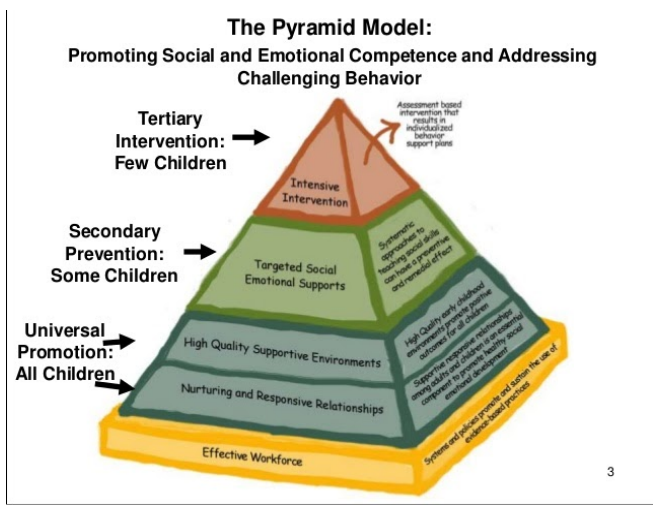 The Pyramid Model:
Promoting Social and Emotional Competence and Addressing
Challenging Behavior
Tertiary
Intervention:
Few Children
Assessment based
intervention that
results in
individualized
behavior
support plans
Intensive
Intervention
Secondary
Prevention:
Some Children
Targeted Social
Emotional Supports
Systematic
approaches to
teaching social skills
can have a preventive
and remedial effect
Universal
Promotion:
All Children
High Quality Supportive Environments
High Quality early childhood
environments promote positive
outcomes for all children
Nurturing and Responsive Relationships
Supportive responsive relationships
among adults and children is an essential
component to promote healthy social
emotional development
Effective Workforce
Systems and policies promote and sustain the use of
evidence-based practices
3